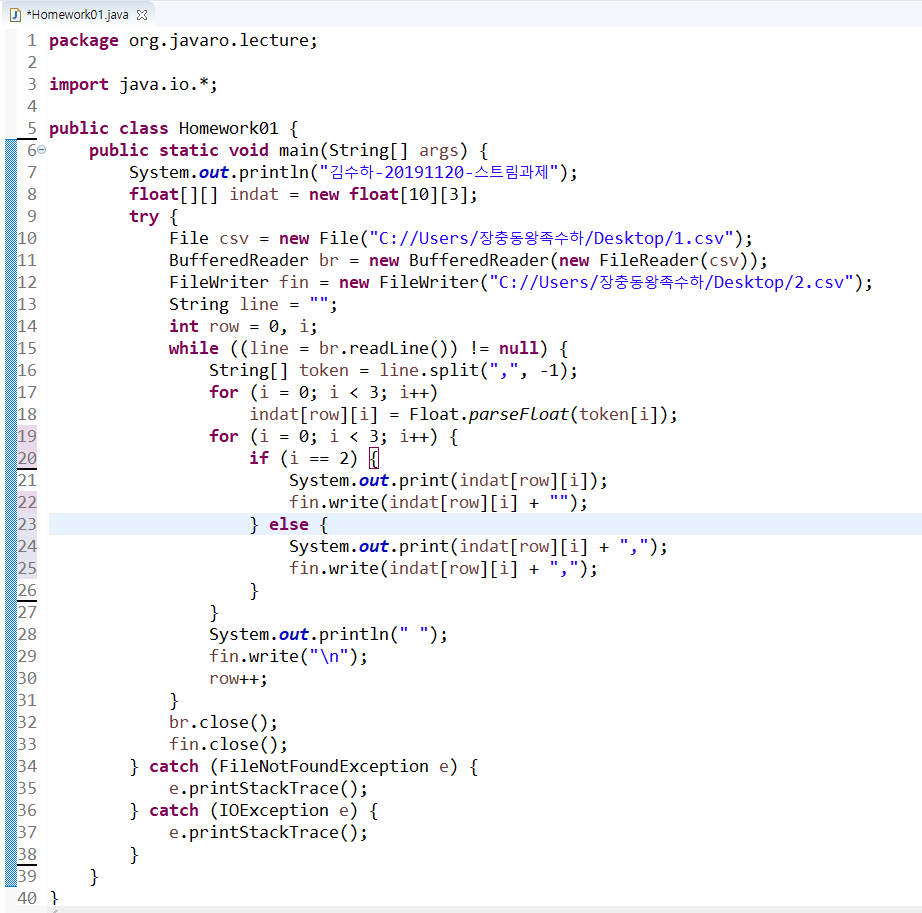 *Homework01.java
1 package org.javaro.lecture;
2
3 import java.io.*;
4
5 public class Homework01 {
6     public static void main(String[] args) {
7         System.out.println("김수하-20191120-스트림과제");
8         float[][] indat = new float[10][3];
9         try {
10             File csv = new File("C://Users/장충동왕족수하/Desktop/1.csv");
11             BufferedReader br = new BufferedReader(new FileReader(csv));
12             FileWriter fin = new FileWriter("C://Users/장충동왕족수하/Desktop/2.csv");
13             String line = "";
14             int row = 0, i;
15             while ((line = br.readLine()) != null) {
16                 String[] token = line.split(",", -1);
17                 for (i = 0; i < 3; i++)
18                     indat[row][i] = Float.parseFloat(token[i]);
19                 for (i = 0; i < 3; i++) {
20                     if (i == 2) {
21                         System.out.print(indat[row][i]);
22                         fin.write(indat[row][i] + "");
23                     } else {
24                         System.out.print(indat[row][i] + ",");
25                         fin.write(indat[row][i] + ",");
26                     }
27                 }
28                 System.out.println(" ");
29                 fin.write("\n");
30                 row++;
31             }
32             br.close();
33             fin.close();
34         } catch (FileNotFoundException e) {
35             e.printStackTrace();
36         } catch (IOException e) {
37             e.printStackTrace();
38         }
39     }
40 }